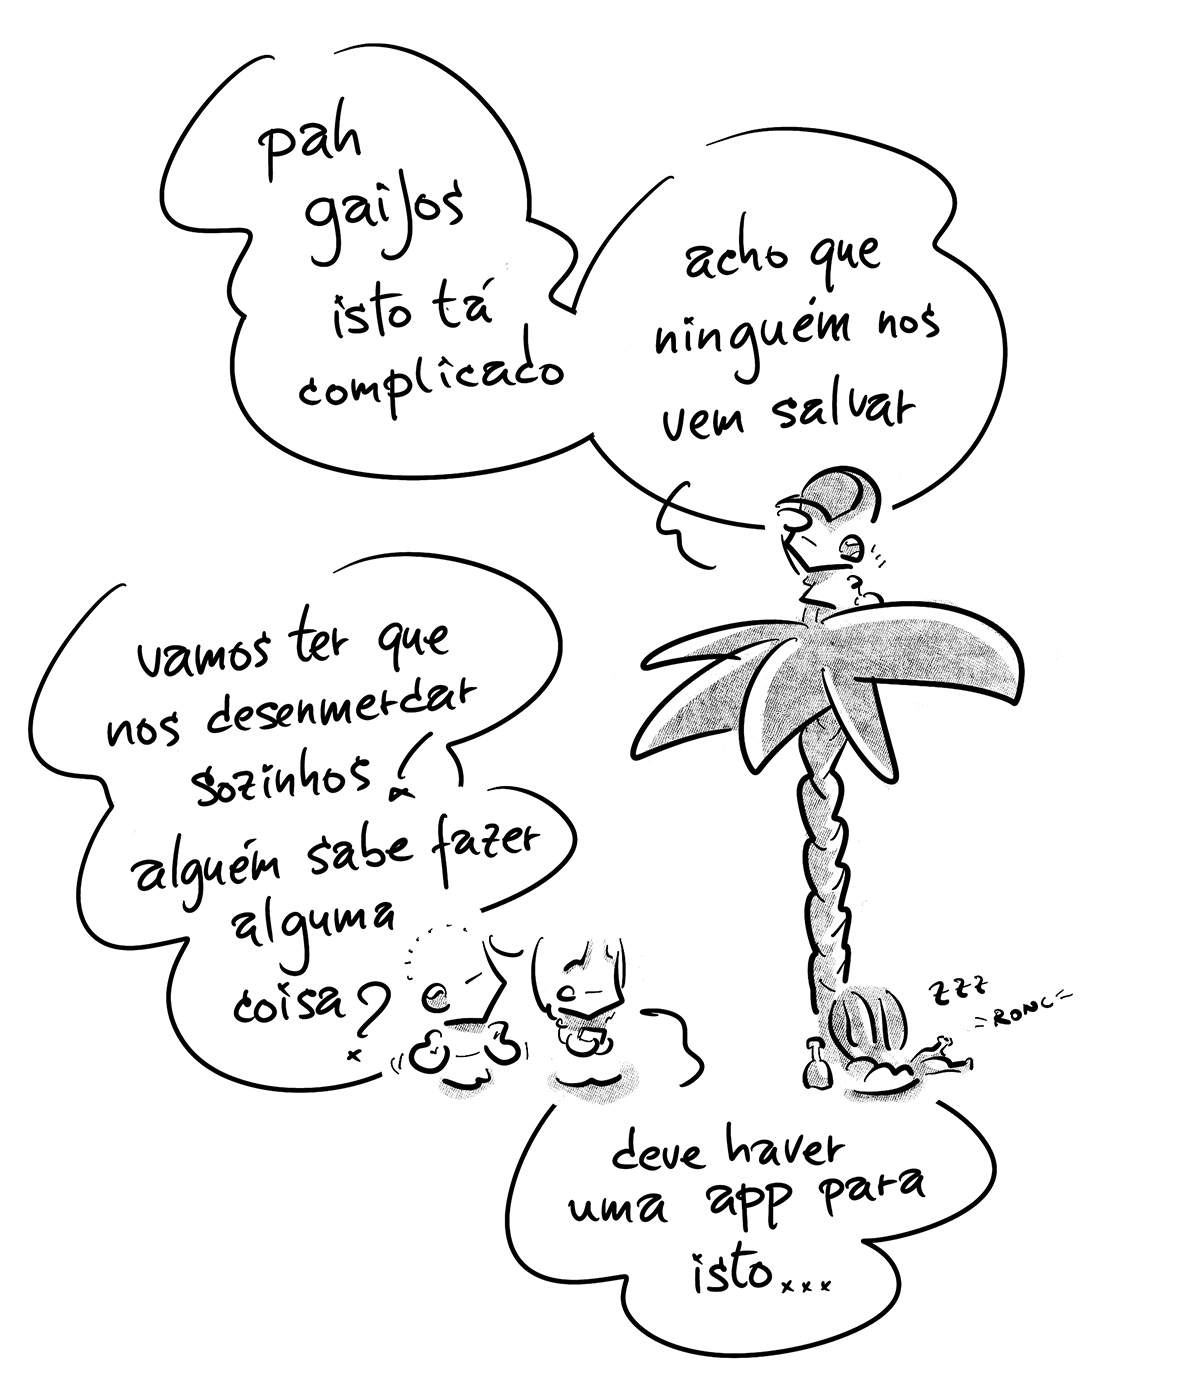 pah
gaijos
isto tá
complicado
acho que
ninguém nos
vem salvar
vamos ter que
nos desenmerdar
sozinhos!
alguém sabe fazer
alguma
coisa?
zzz
=RONC=
deve haver
uma app para
isto...